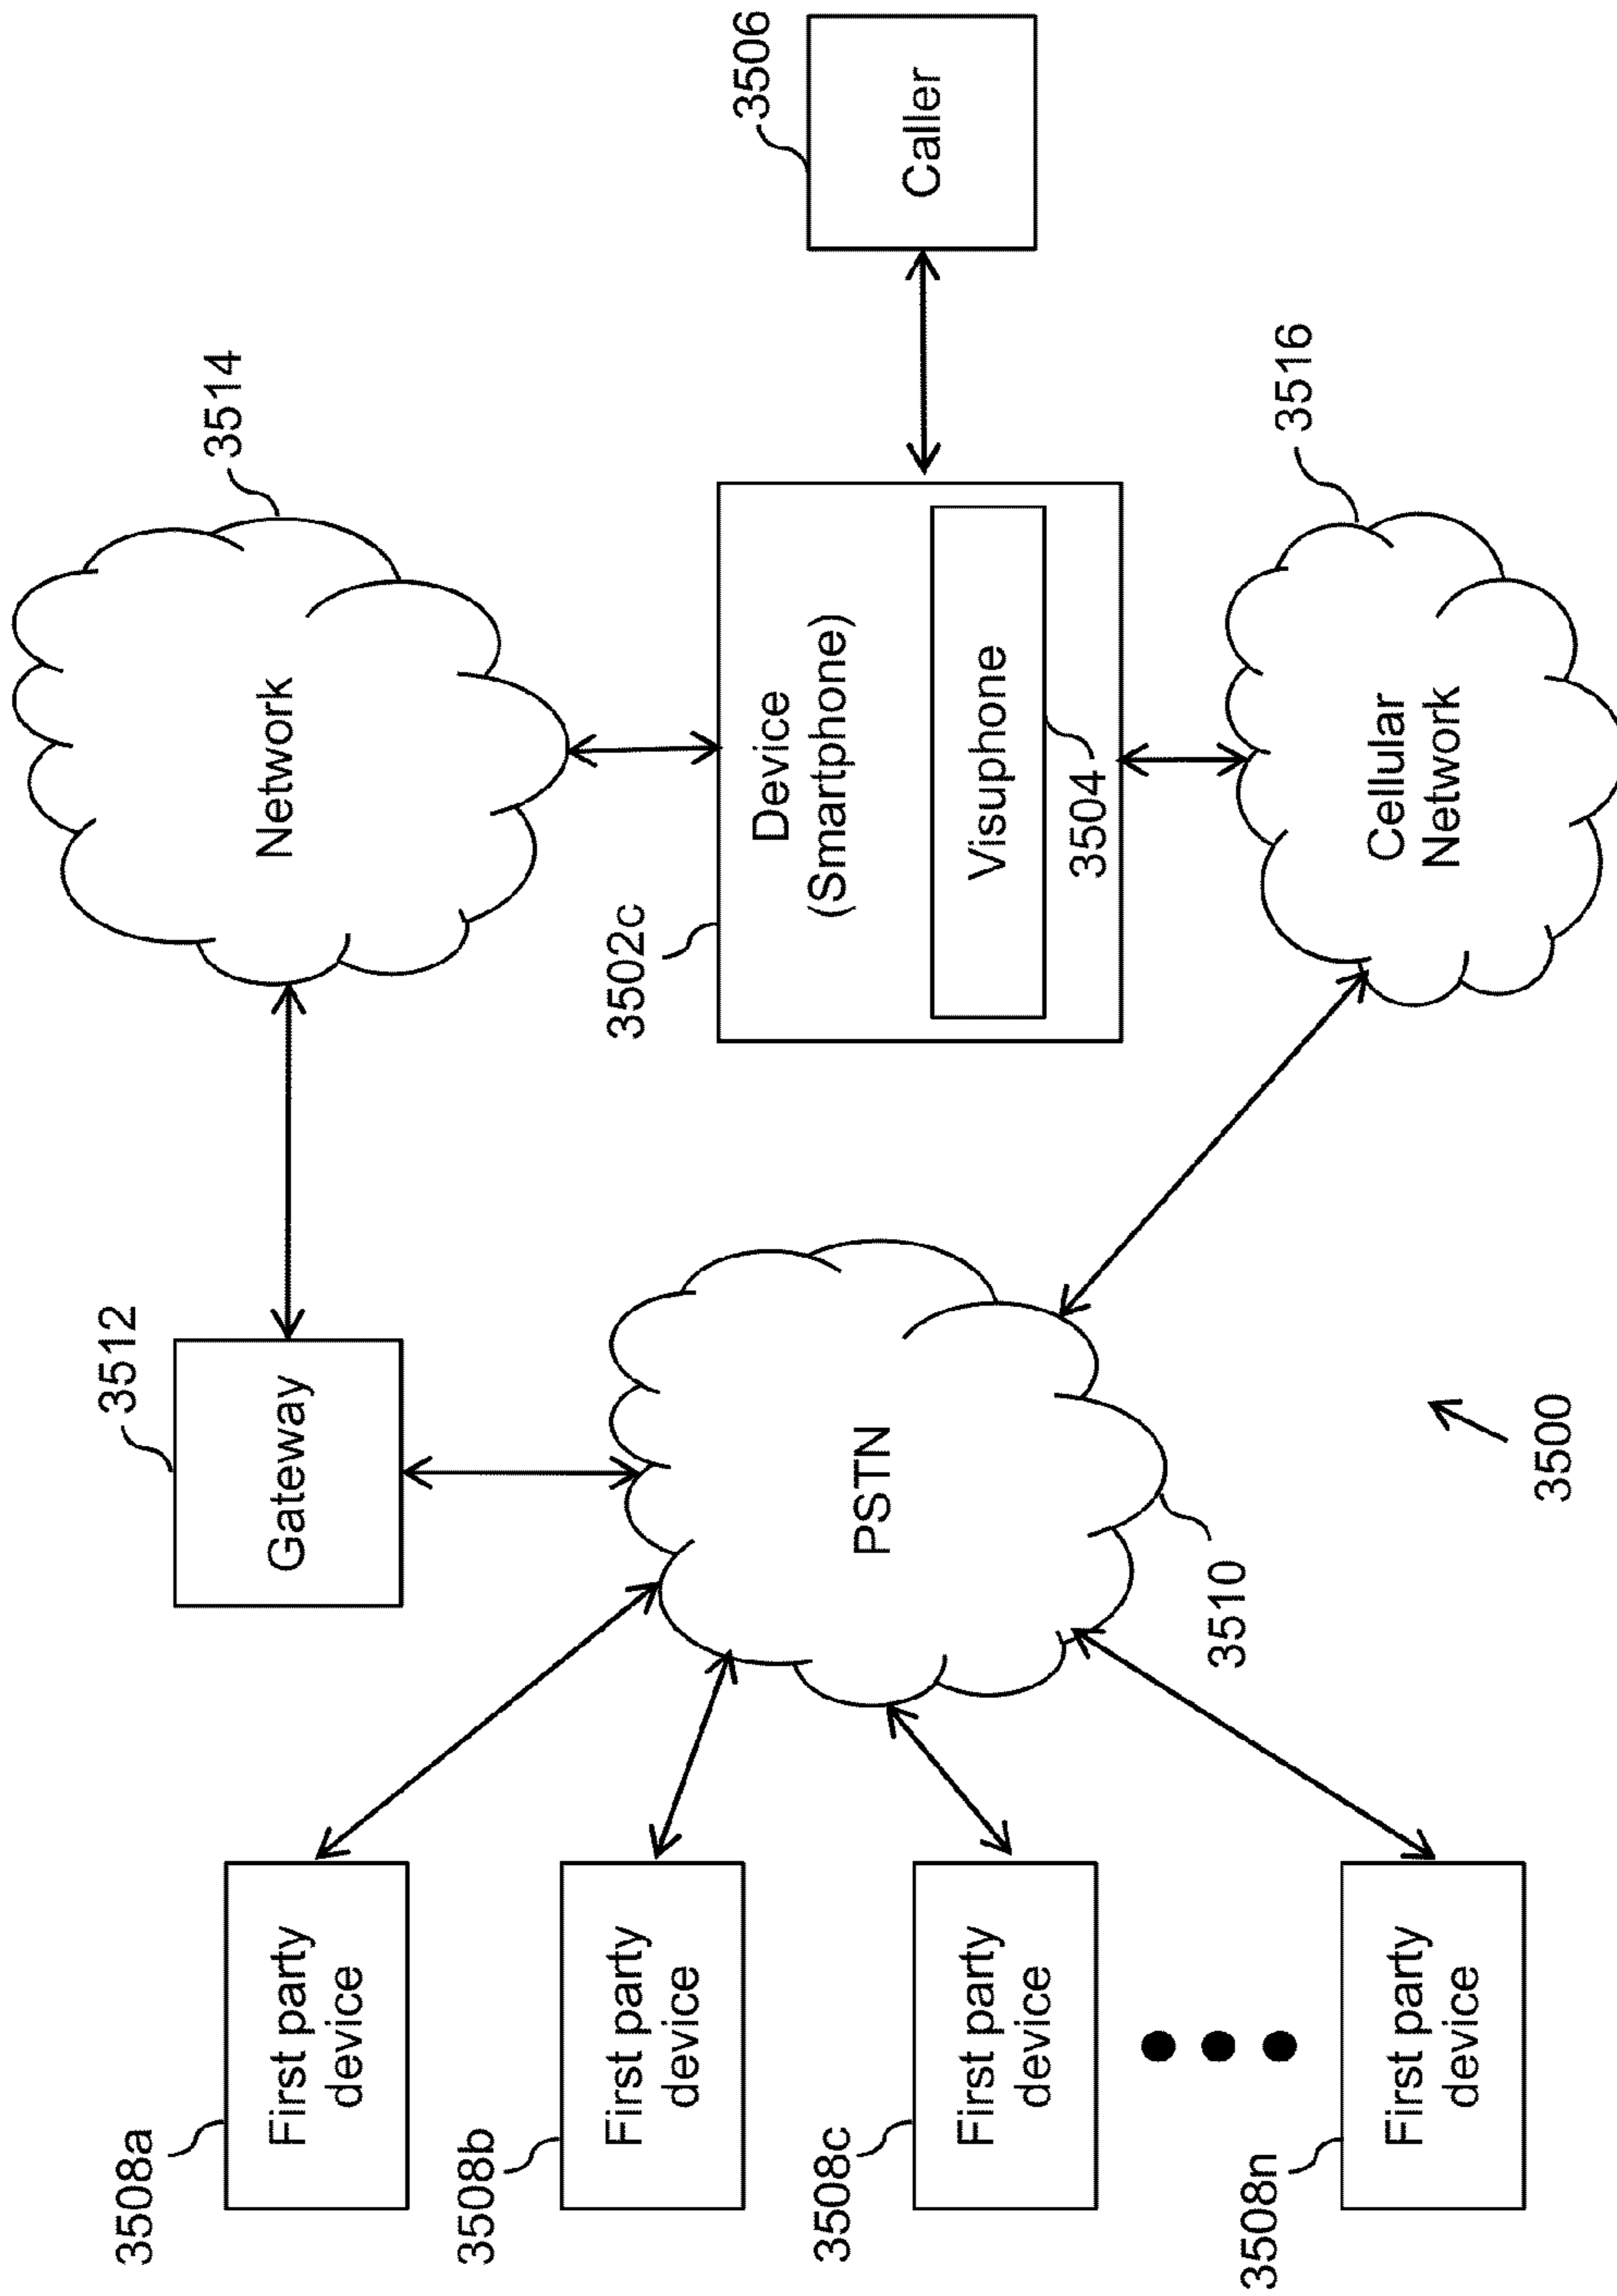 3514
3506
3512
Network
Gateway
Caller
3508a
First party
device
3502c
Device
(Smartphone)
Visuphone
3504
3508b
First party
device
PSTN
3508c
First party
device
3510
3516
Cellular
Network
3508n
First party
device
3500